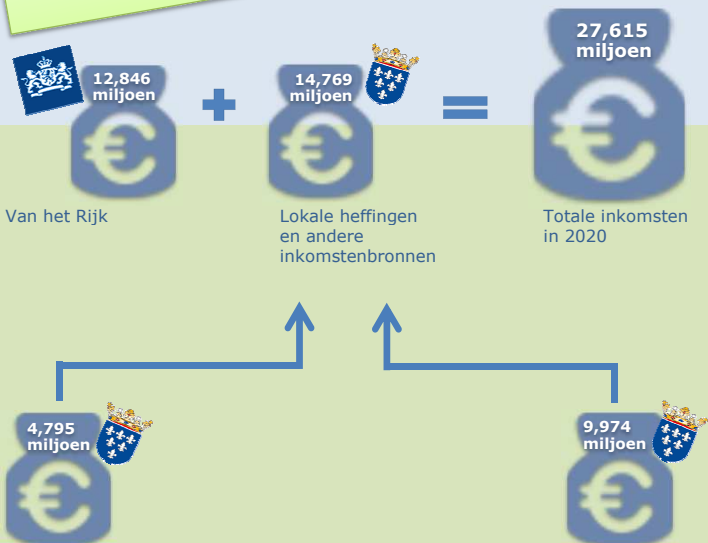 27,615
miljoen
12,846
miljoen
14,769
miljoen
Van het Rijk
Lokale heffingen
en andere
inkomstenbronnen
Totale inkomsten
in 2020
4,795
miljoen
9,974
miljoen